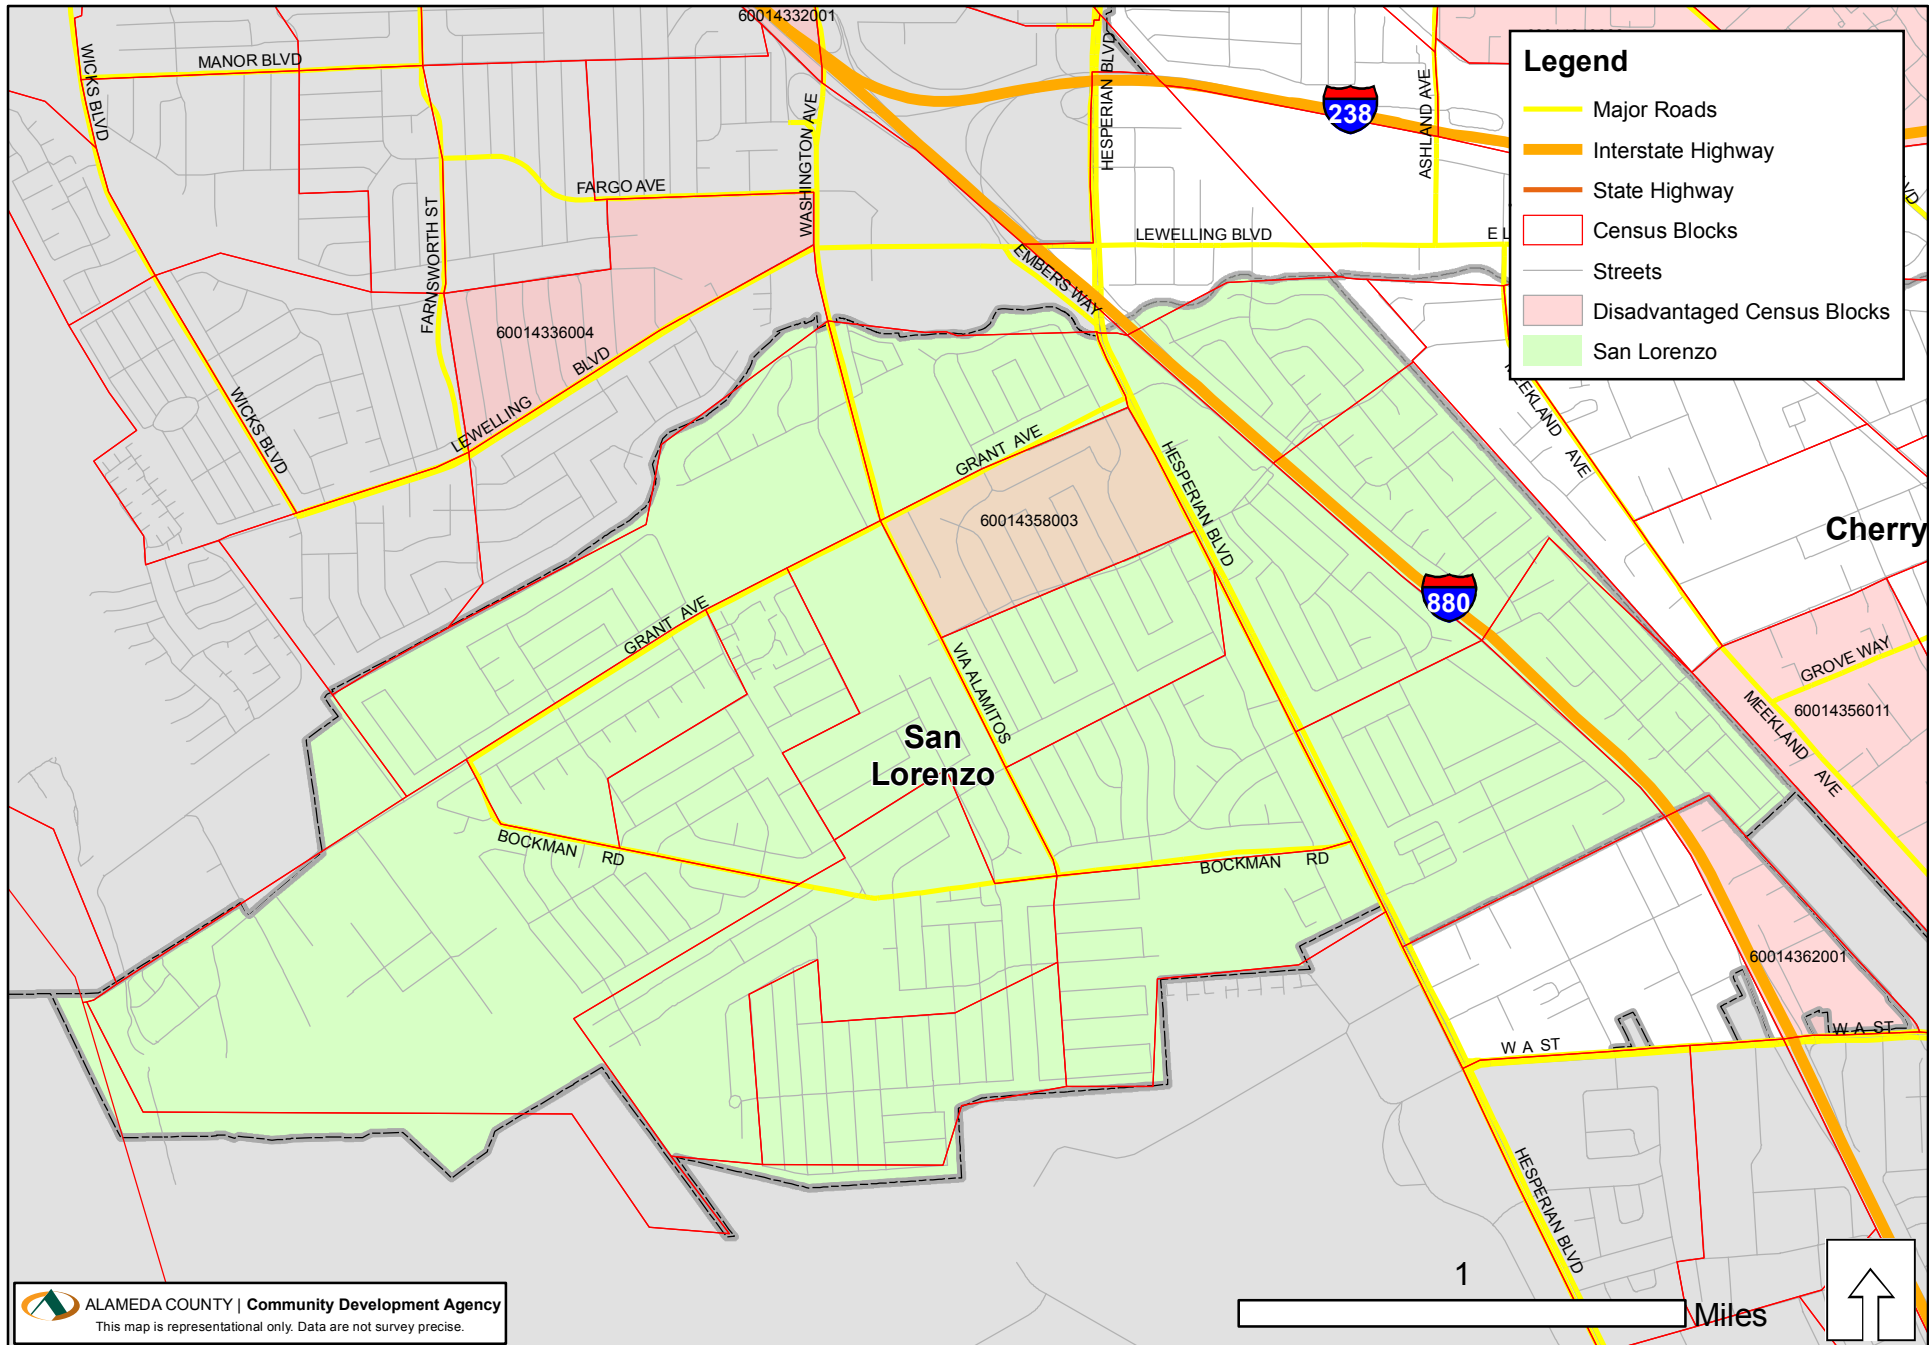 60014332001
WICKS BLVD
MANOR BLVD
WASHINGTON AVE
HESPERIAN BLVD
238
ASHLAND AVE
Legend
Major Roads
Interstate Highway
State Highway
Census Blocks
Streets
Disadvantaged Census Blocks
San Lorenzo
FARGO AVE
FARNSWORTH ST
LEWELLING BLVD
E L
EMBERS WAY
60014336004
LEWELLING BLVD
WICKS BLVD
GRANT AVE
60014358003
HESPERIAN BLVD
MEEKLAND AVE
Cherry
880
GRANT AVE
VIA ALAMITOS
GROVE WAY
60014356011
MEEKLAND AVE
San
Lorenzo
BOCKMAN RD
BOCKMAN RD
60014362001
W A ST
W A ST
HESPERIAN BLVD
1
Miles
ALAMEDA COUNTY | Community Development Agency
This map is representational only. Data are not survey precise.